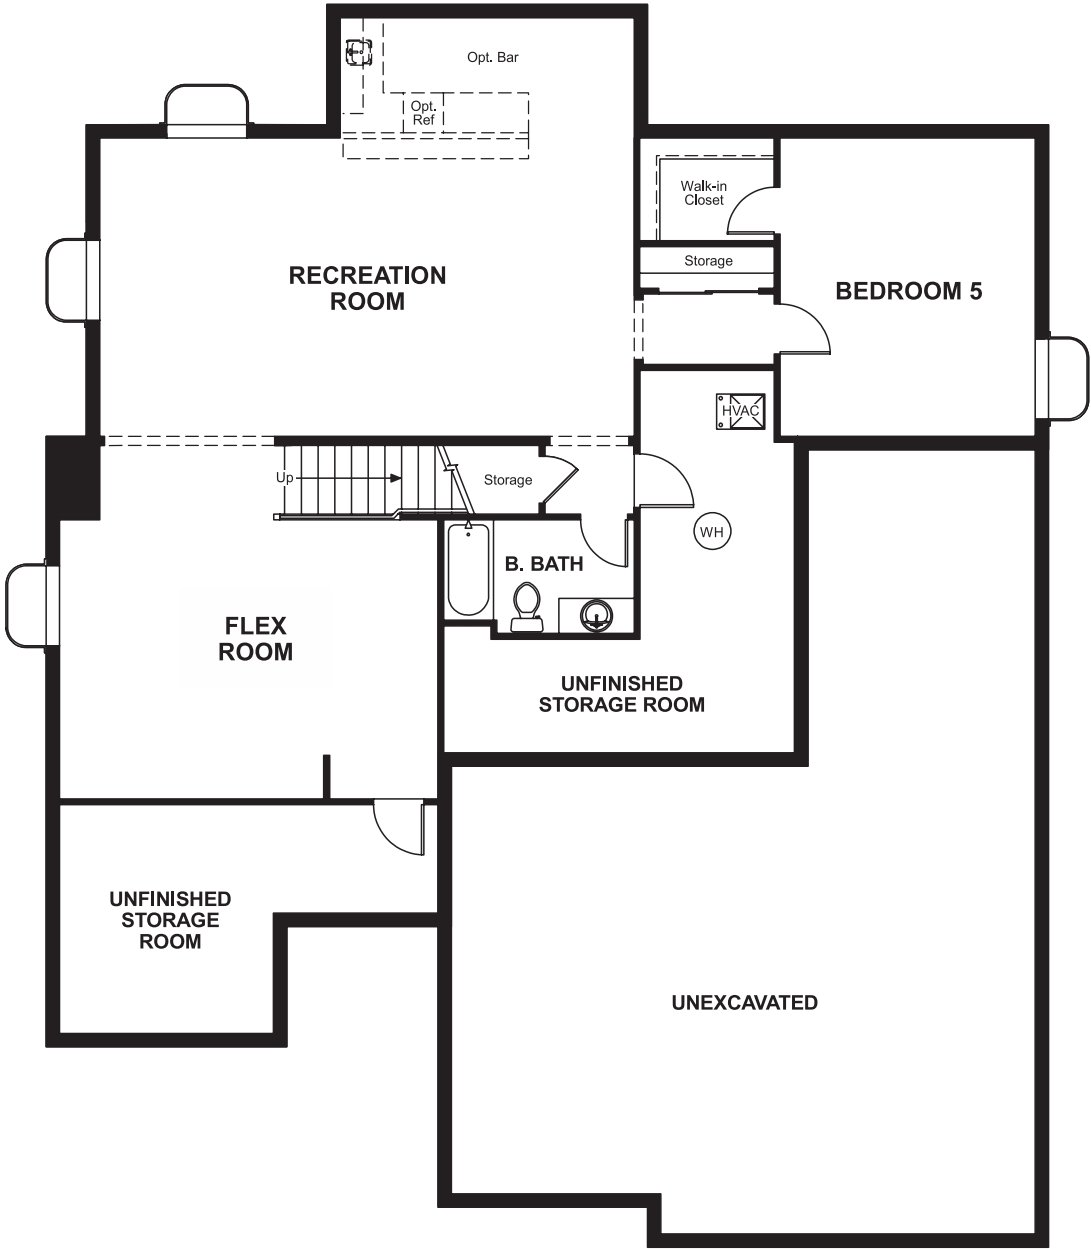 Opt. Bar
Opt.
Ref
Walk-in
Closet
Storage
RECREATION
ROOM
BEDROOM 5
HVAC
Up
Storage
WH
B. BATH
FLEX
ROOM
UNFINISHED
STORAGE ROOM
UNFINISHED
STORAGE
ROOM
UNEXCAVATED